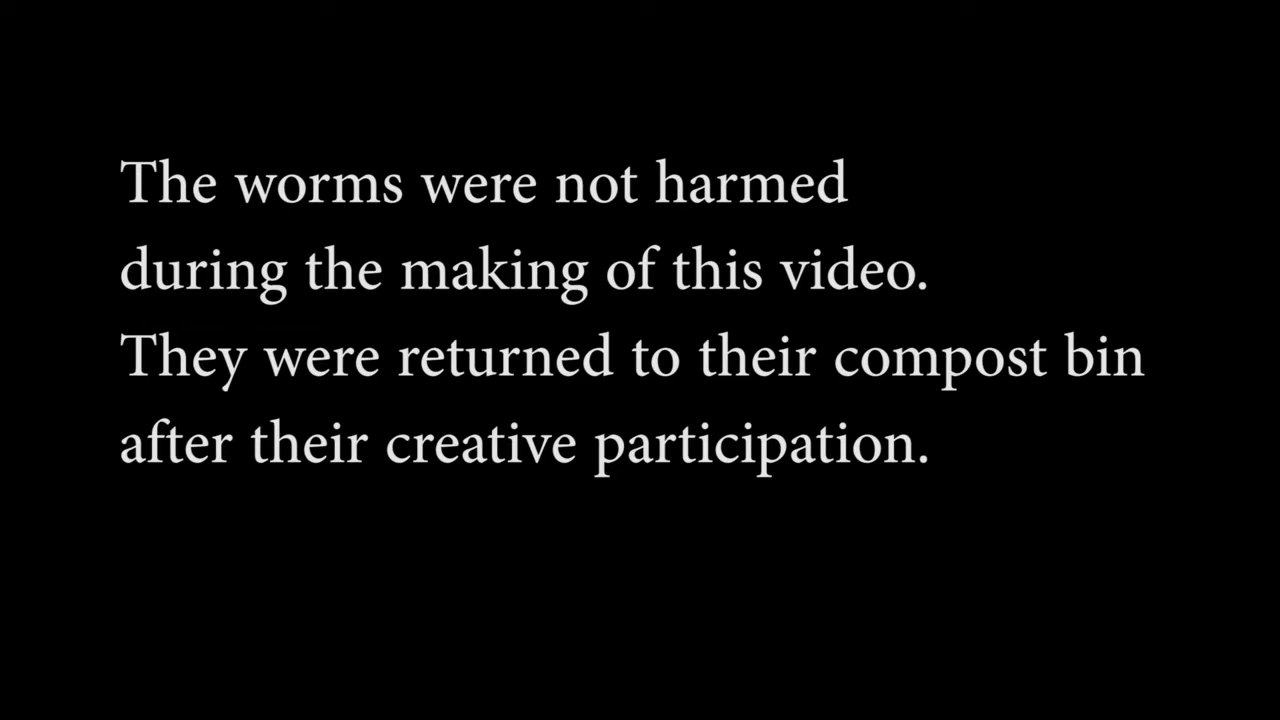 The worms were not harmed
during the making of this video.
They were returned to their compost bin
after their creative participation.